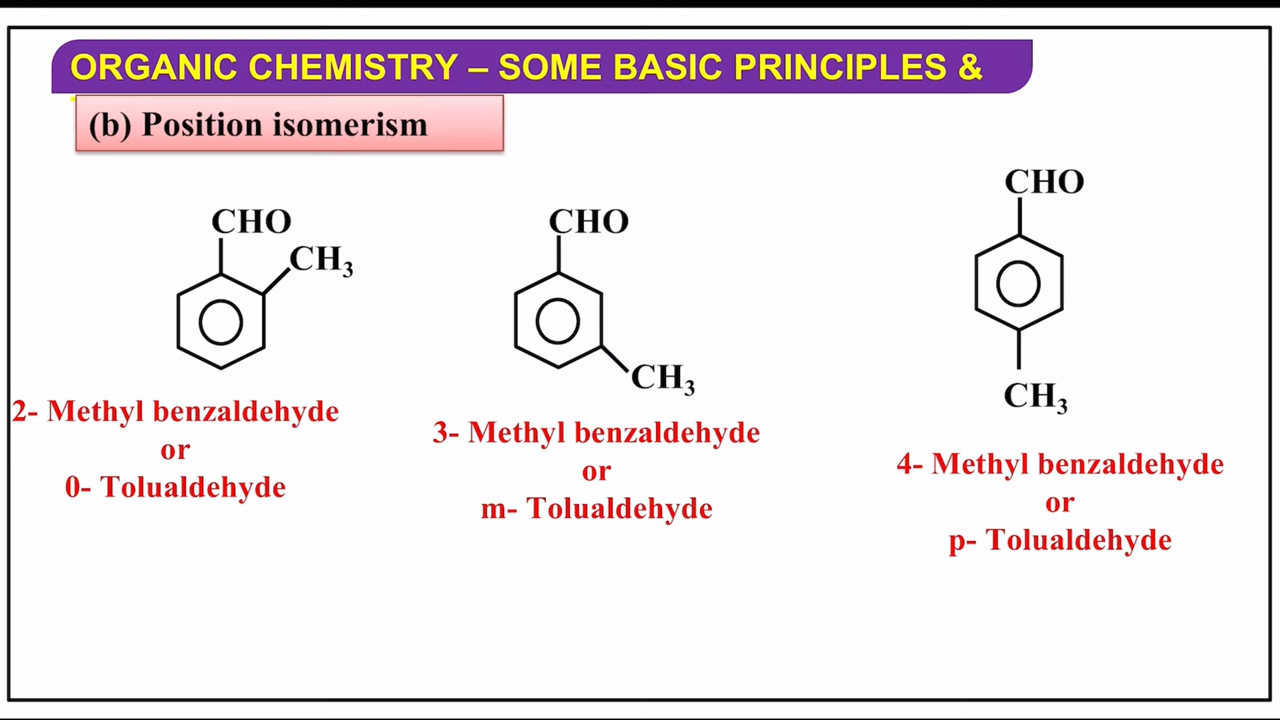 ORGANIC CHEMISTRY – SOME BASIC PRINCIPLES &
(b) Position isomerism
CHO
CH₃
2- Methyl benzaldehyde
or
0- Tolualdehyde
CHO
CH₃
3- Methyl benzaldehyde
or
m- Tolualdehyde
CHO
CH₃
4- Methyl benzaldehyde
or
p- Tolualdehyde